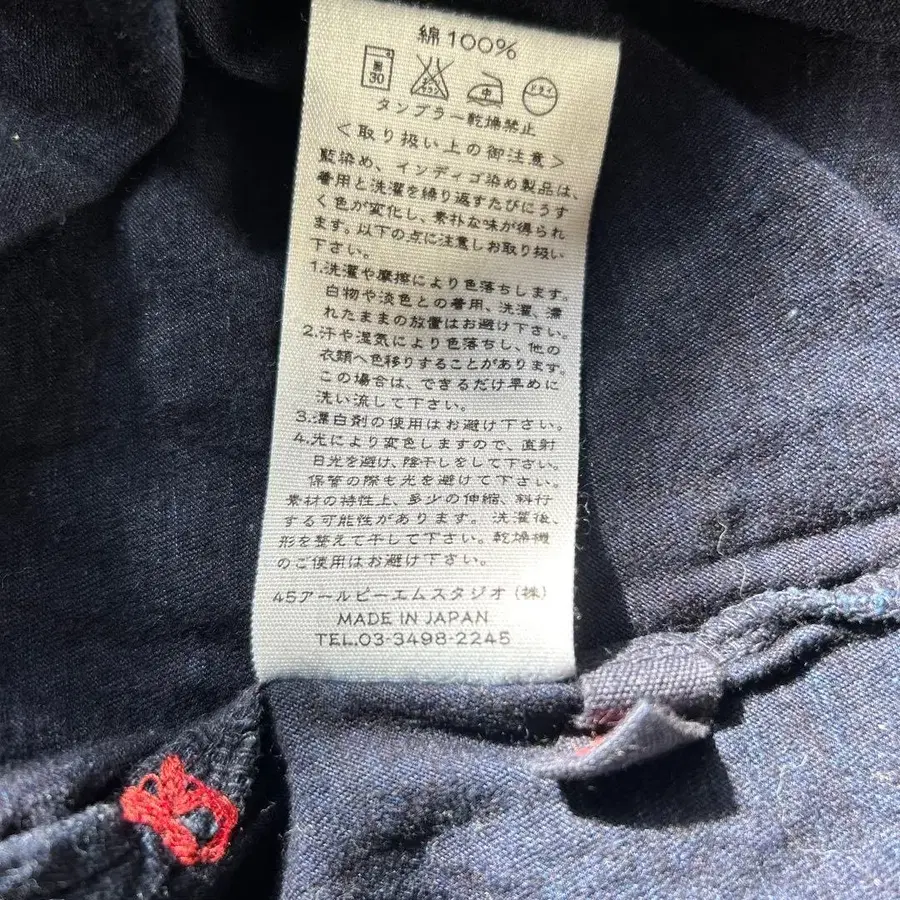 綿100%
弱 30 エンソサラシ 中 ドライ
タンブラー乾燥禁止
<取り扱い上の御注意>
藍染め、インディゴ染め製品は、
着用と洗濯を繰り返すたびにうす
く色が変化し、素朴な味が得られ
ます。以下の点に注意しお取り扱い
下さい。
1.洗濯や摩擦により色落ちします。
白物や淡色との着用、洗濯、濡
れたままの放置はお避け下さい。
2.汗や湿気により色落ちし、他の
衣類へ色移りすることがあります。
この場合は、できるだけ早めに
洗い流して下さい。
3.漂白剤の使用はお避け下さい。
4.光により変色しますので、直射
日光を避け、陰干しをして下さい。
保管の際も光を避けて下さい。
素材の特性上、多少の伸縮、斜行
する可能性があります。洗濯後、
形を整えて干して下さい。乾燥機
のご使用はお避け下さい。
45アールピーエムスタジオ(株)
MADE IN JAPAN
TEL.03-3498-2245